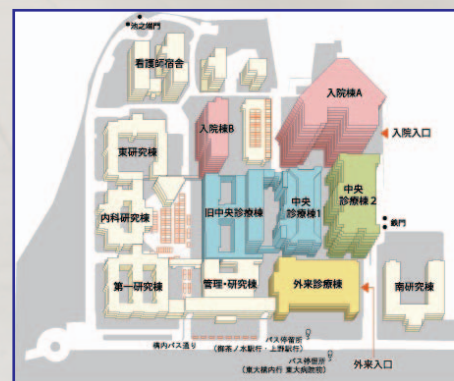 池之端門
看護師宿舎
入院棟A
入院棟B
入院入口
東研究棟
中央
診療棟2
中央
診療棟1
旧中央診療棟
内科研究棟
鉄門
第一研究棟
管理・研究棟
外来診療棟
南研究棟
構内バス通り
バス停留所
(御茶ノ水駅行・上野駅行)
バス停留所
(東大構内行 東大病院枝)
外来入口